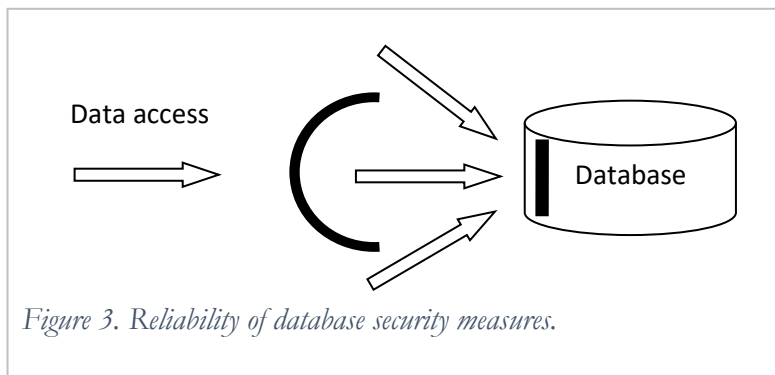 Data access
Database
Figure 3. Reliability of database security measures.